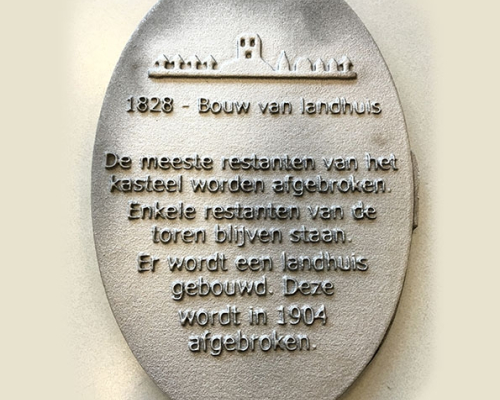 1828 - Bouw van landhuis
De meeste restanten van het
kasteel worden afgebroken.
Enkele restanten van de
toren blijven staan.
Er wordt een landhuis
gebouwd. Deze
wordt in 1904
afgebroken.